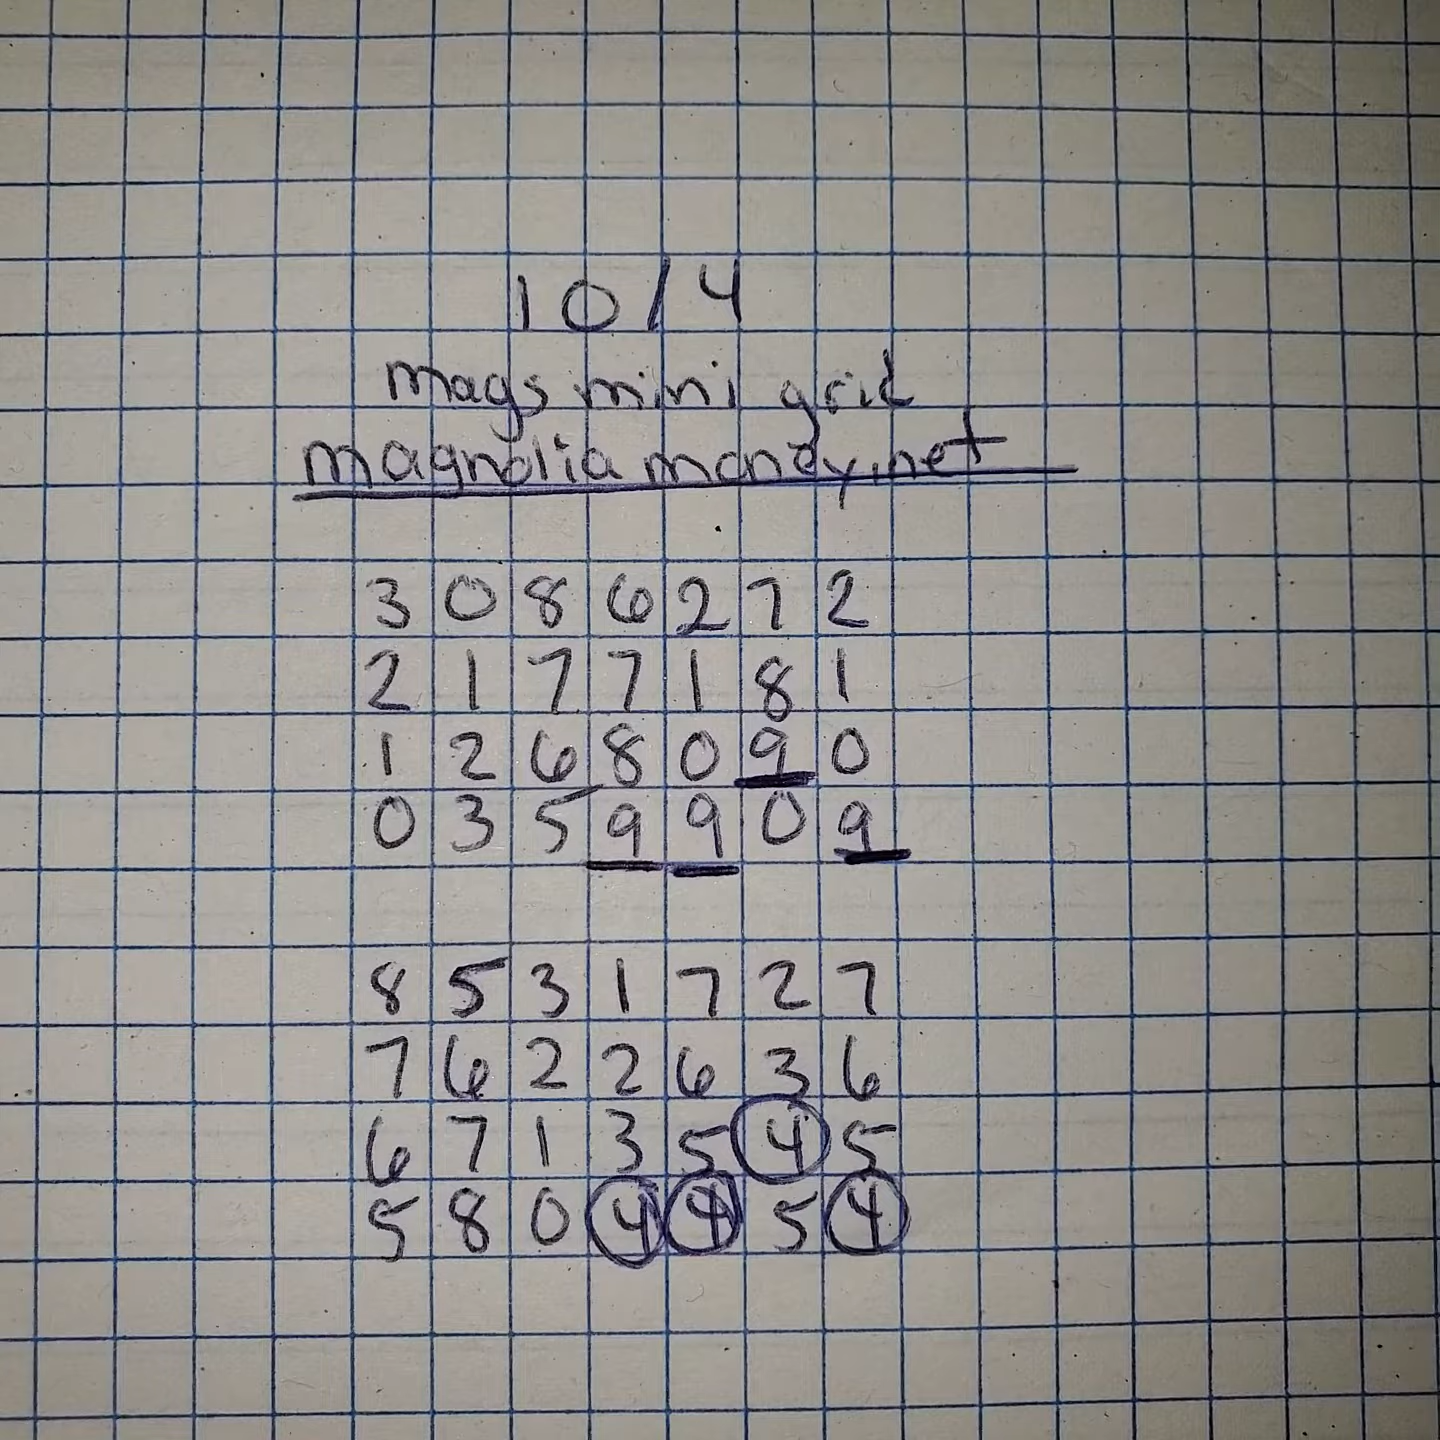 10/4
mags mini grid
magnolia mondy.net
3 0 8 6 2 7 2
2 1 7 7 1 8 1
1 2 6 8 0 9 0
0 3 5 9 9 0 9
8 5 3 1 7 2 7
7 6 2 2 6 3 6
6 7 1 3 5 4 5
5 8 0 4 4 5 4